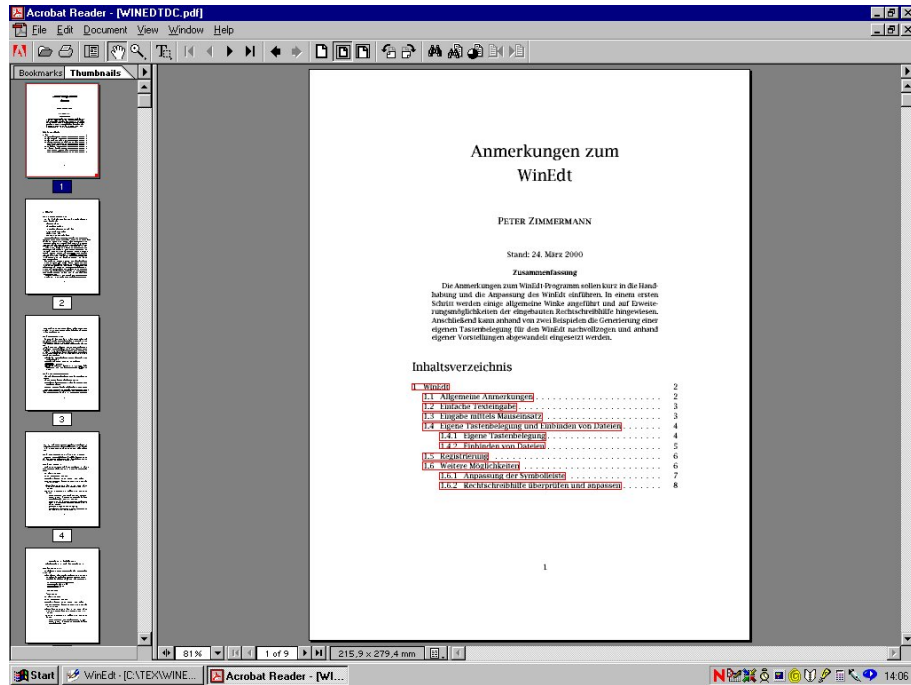 Acrobat Reader - [WINEDTDC.pdf]
File Edit Document View Window Help
Bookmarks Thumbnails
1
2
3
4
Anmerkungen zum
WinEdt
PETER ZIMMERMANN
Stand: 24. März 2000
Zusammenfassung
Die Anmerkungen zum WinEdt-Programm sollen kurz in die Hand-
habung und die Anpassung des WinEdt einführen. In einem ersten
Schritt werden einige allgemeine Winke angeführt und auf Erweite-
rungsmöglichkeiten der eingebauten Rechtschreibhilfe hingewiesen.
Anschließend kann anhand von zwei Beispielen die Generierung einer
eigenen Tastenbelegung für den WinEdt nachvollzogen und anhand
eigener Vorstellungen abgewandelt eingesetzt werden.
Inhaltsverzeichnis
1 WinEdt 2
1.1 Allgemeine Anmerkungen . . . . . . . . . . . . . . . . . . . . . . 2
1.2 Einfache Texteingabe . . . . . . . . . . . . . . . . . . . . . . . . 3
1.3 Eingabe mittels Mauseinsatz . . . . . . . . . . . . . . . . . . . . 3
1.4 Eigene Tastenbelegung und Einbinden von Dateien . . . . . . . 4
1.4.1 Eigene Tastenbelegung . . . . . . . . . . . . . . . . . . . . 4
1.4.2 Einbinden von Dateien . . . . . . . . . . . . . . . . . . . . 5
1.5 Registrierung . . . . . . . . . . . . . . . . . . . . . . . . . . . . 6
1.6 Weitere Möglichkeiten . . . . . . . . . . . . . . . . . . . . . . . 6
1.6.1 Anpassung der Symbolleiste . . . . . . . . . . . . . . . . . 7
1.6.2 Rechtschreibhilfe überprüfen und anpassen . . . . . . . 8
1
81% 1 of 9 215,9 × 279,4 mm
Start WinEdt - [C:\TEX\WINE... Acrobat Reader - [WI... 14:06